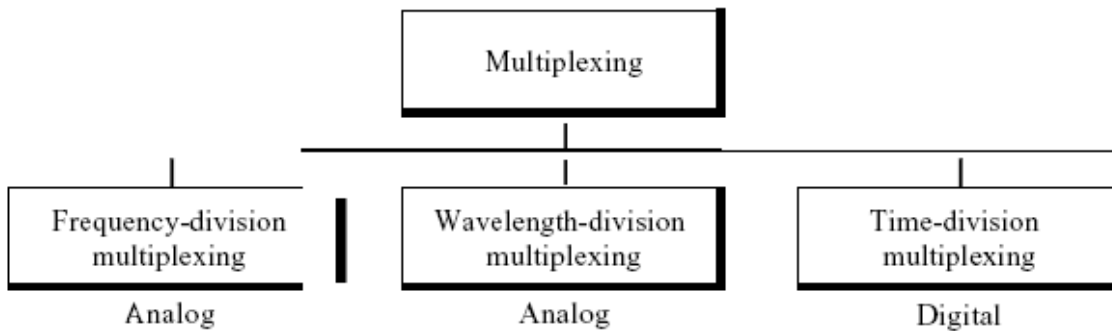 Multiplexing
Frequency-division
multiplexing
Wavelength-division
multiplexing
Time-division
multiplexing
Analog
Analog
Digital